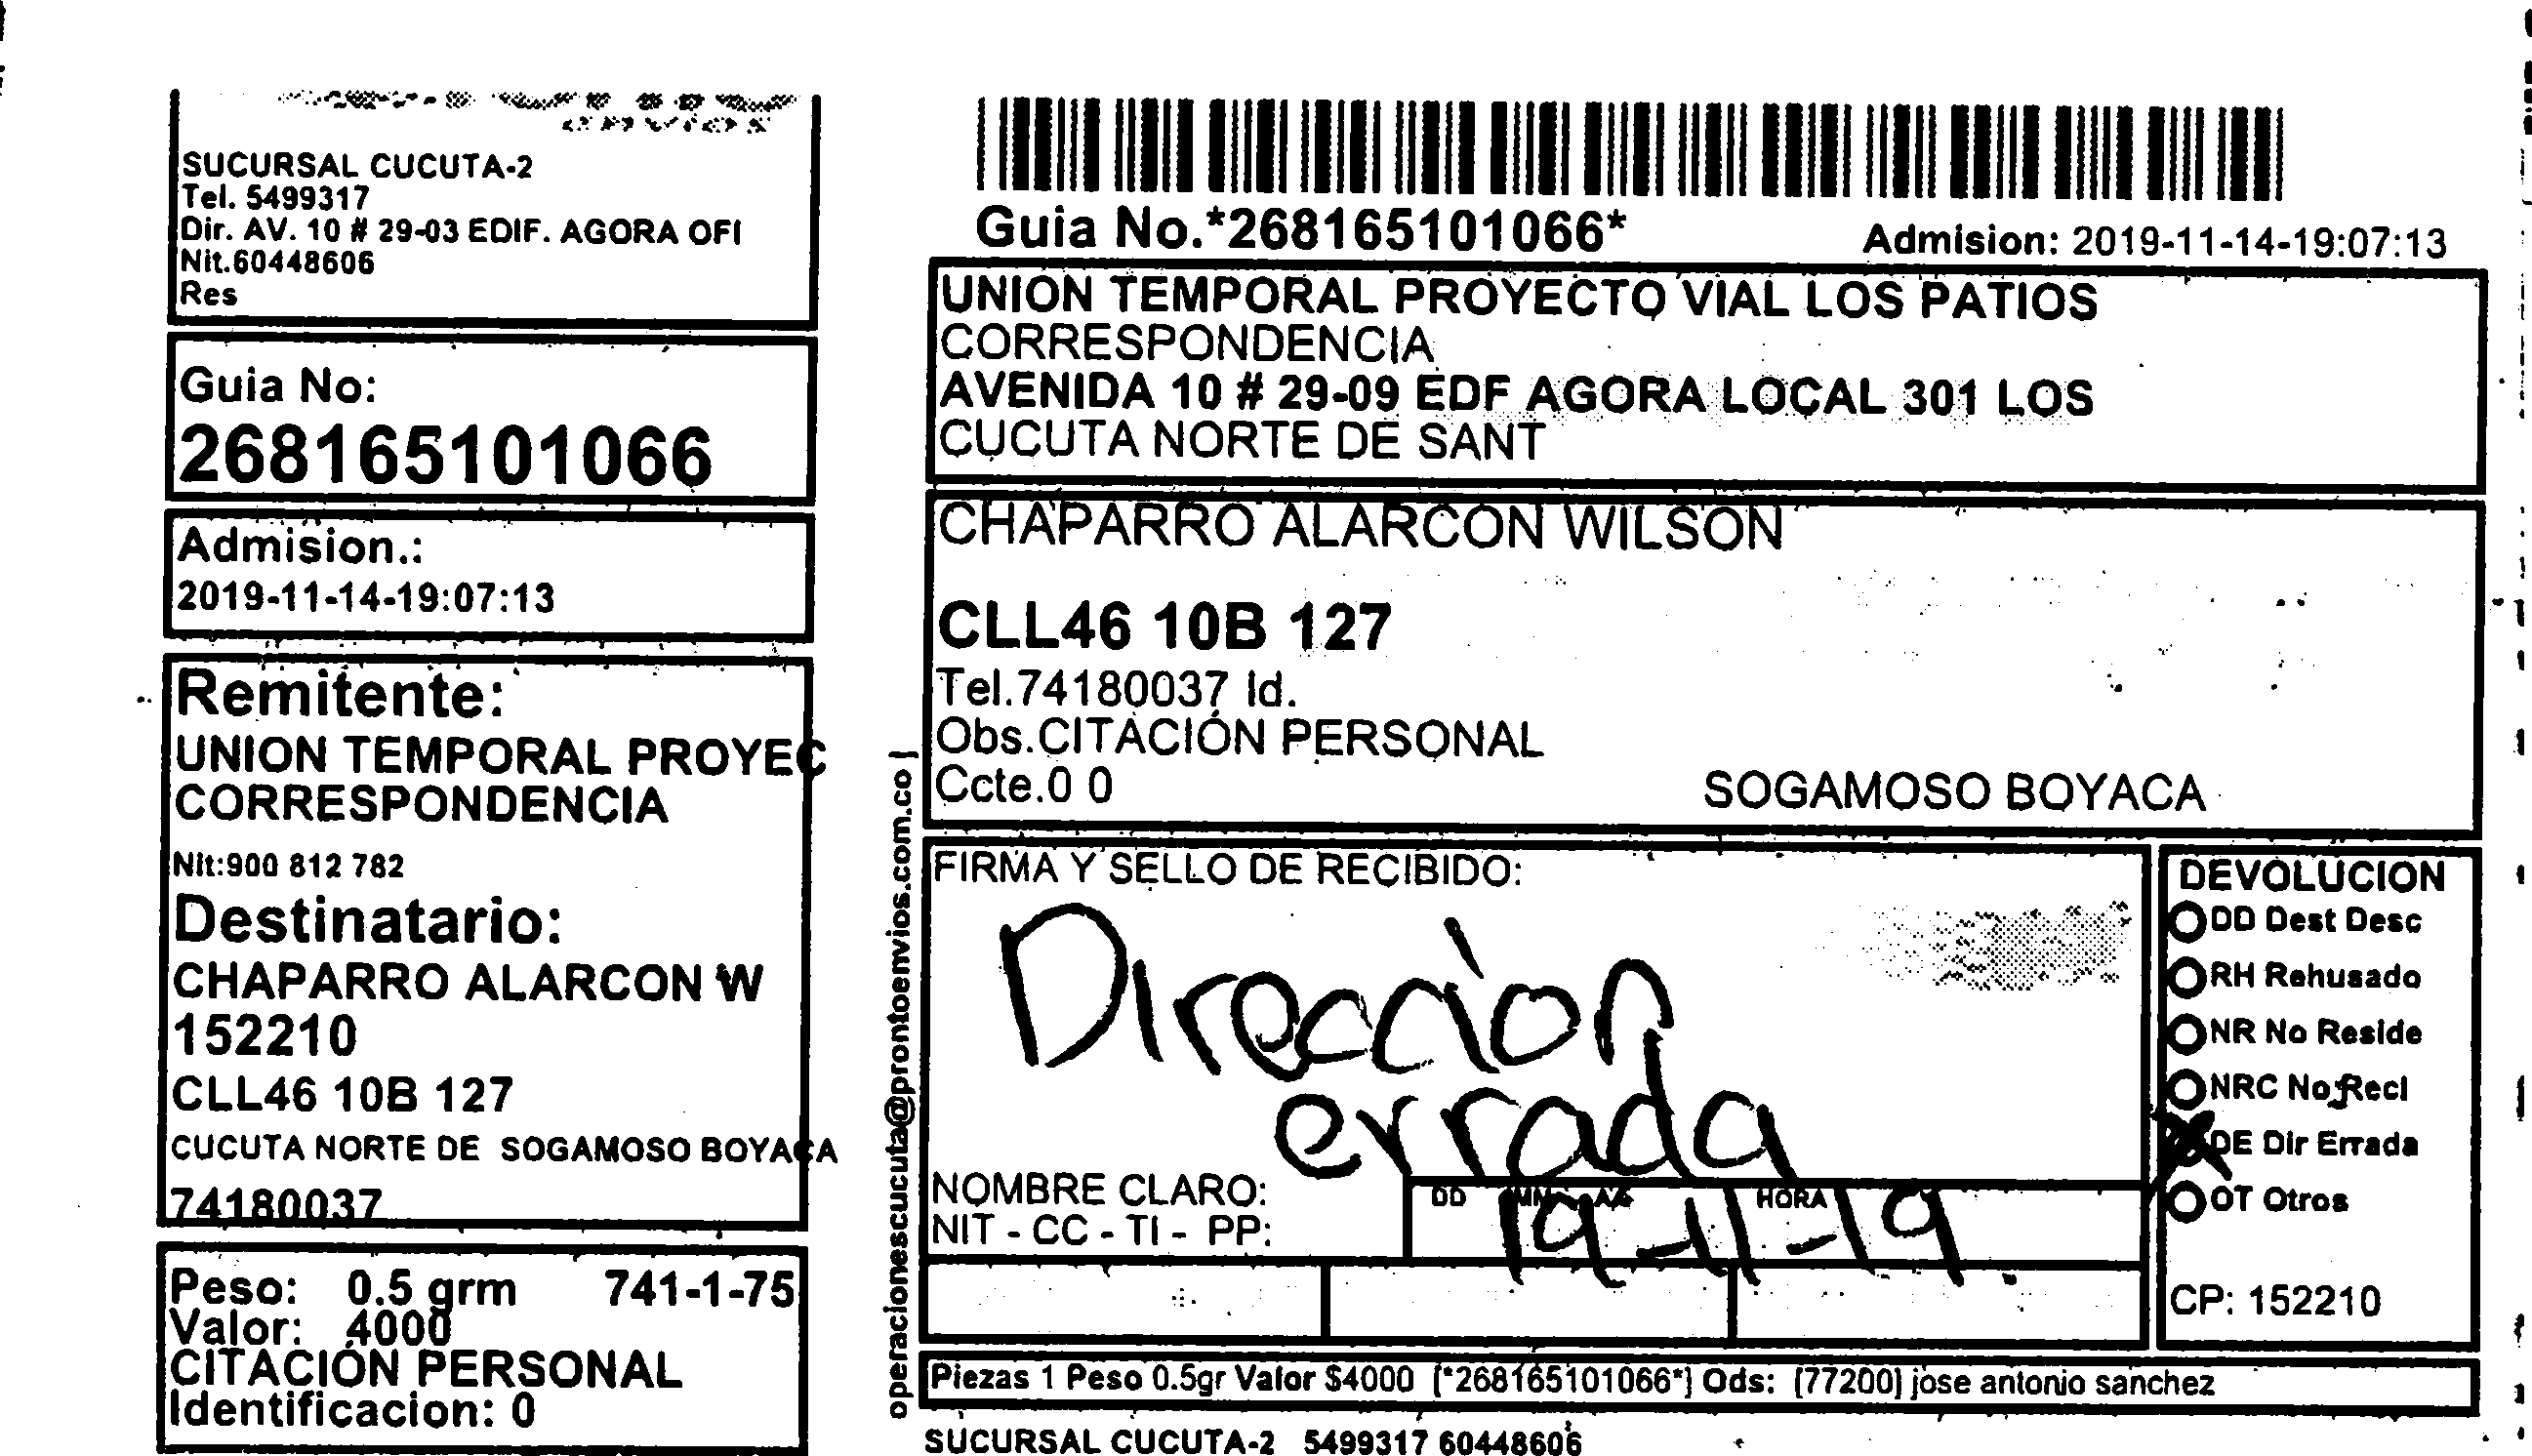 SUCURSAL CUCUTA-2
Tel. 5499317
Dir. AV. 10 # 29-03 EDIF. AGORA OFI
Nit.60448606
Res
Guia No:
268165101066
Admision.:
2019-11-14-19:07:13
Remitente:
UNION TEMPORAL PROYEC
CORRESPONDENCIA
Nit:900 812 782
Destinatario:
CHAPARRO ALARCON W
152210
CLL46 10B 127
CUCUTA NORTE DE SOGAMOSO BOYACA
74180037
Peso: 0.5 grm 741-1-75
Valor: 4000
CITACIÓN PERSONAL
Identificacion: 0
operacionescucuta@prontoenvios.com.co |
Guia No.*268165101066* Admision: 2019-11-14-19:07:13
UNION TEMPORAL PROYECTO VIAL LOS PATIOS
CORRESPONDENCIA
AVENIDA 10 # 29-09 EDF AGORA LOCAL 301 LOS
CUCUTA NORTE DE SANT
CHAPARRO ALARCON WILSON
CLL46 10B 127
Tel.74180037 Id.
Obs.CITACIÓN PERSONAL
Ccte.0 0 SOGAMOSO BOYACA
FIRMA Y SELLO DE RECIBIDO:
Direccion
errada
NOMBRE CLARO:
NIT - CC - TI - PP:
DD MM AA HORA
19-11-19
DEVOLUCION
DD Dest Desc
RH Rehusado
NR No Reside
NRC No Recl
DE Dir Errada
OT Otros
CP: 152210
Piezas 1 Peso 0.5gr Valor $4000 [*268165101066*] Ods: [77200] jose antonio sanchez
SUCURSAL CUCUTA-2 5499317 60448606